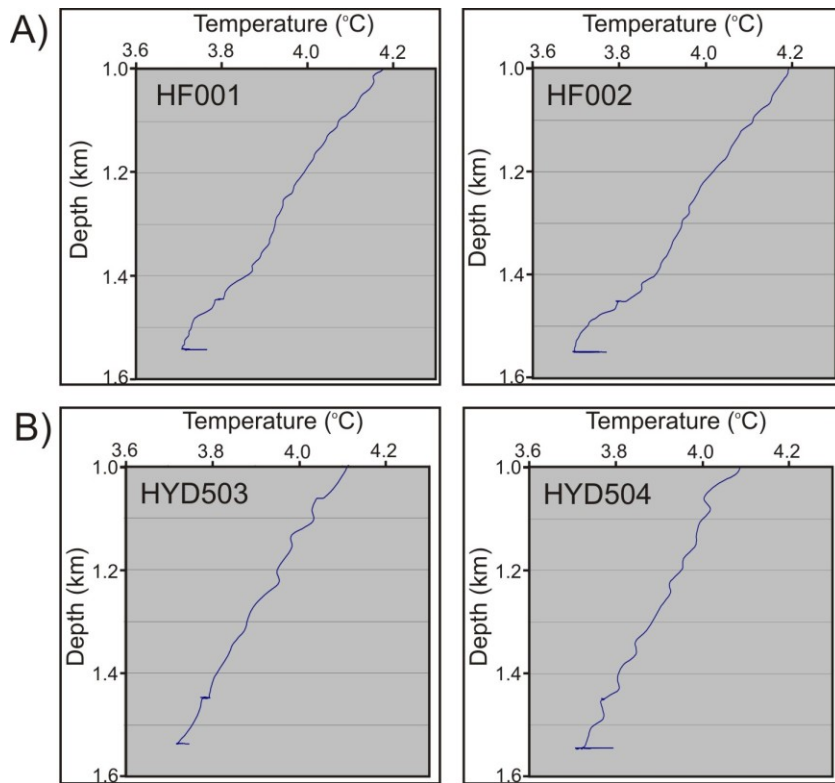 A)
Temperature (°C)
3.6 3.8 4.0 4.2
1.0
1.2
1.4
1.6
Depth (km)
HF001
Temperature (°C)
3.6 3.8 4.0 4.2
1.0
1.2
1.4
1.6
Depth (km)
HF002
B)
Temperature (°C)
3.6 3.8 4.0 4.2
1.0
1.2
1.4
1.6
Depth (km)
HYD503
Temperature (°C)
3.6 3.8 4.0 4.2
1.0
1.2
1.4
1.6
Depth (km)
HYD504